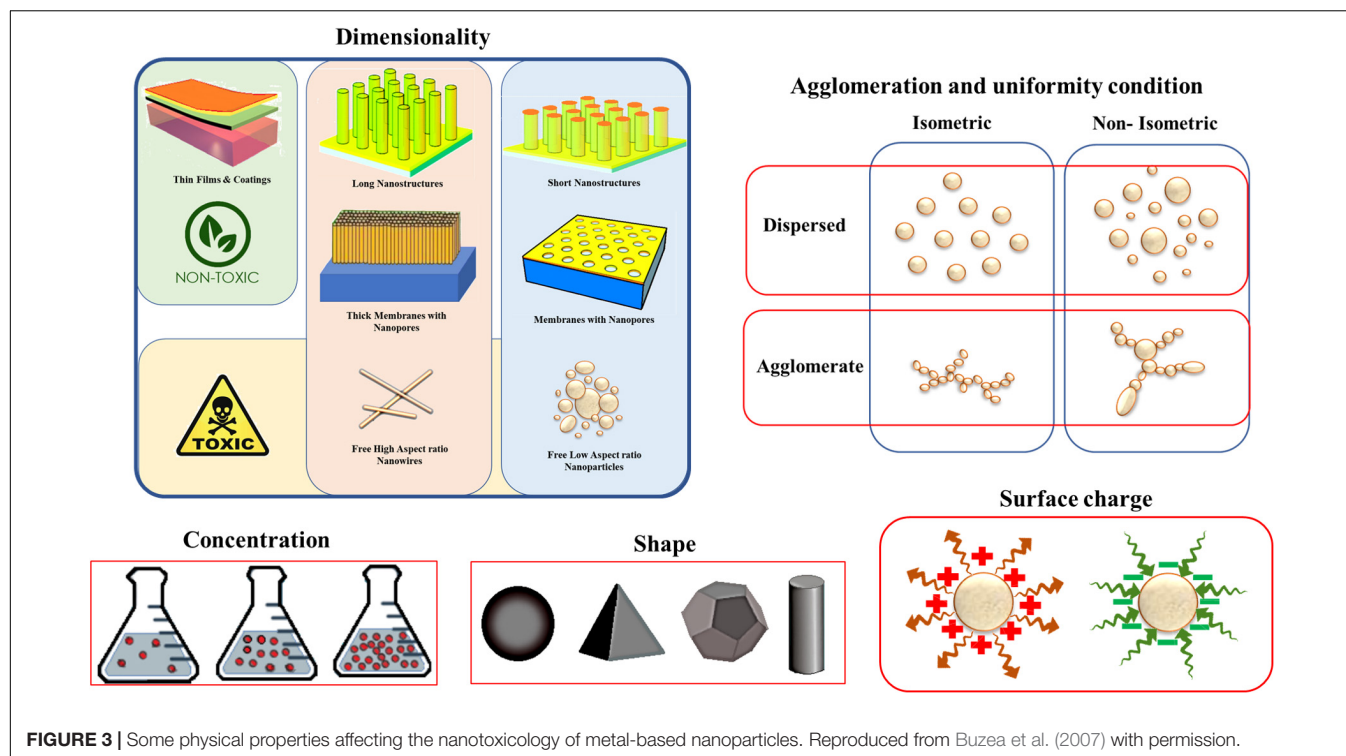 Dimensionality
Thin Films & Coatings
NON-TOXIC
Long Nanostructures
Short Nanostructures
Thick Membranes with
Nanopores
Membranes with Nanopores
TOXIC
Free High Aspect ratio
Nanowires
Free Low Aspect ratio
Nanoparticles
Agglomeration and uniformity condition
Isometric
Non- Isometric
Dispersed
Agglomerate
Concentration
Shape
Surface charge
FIGURE 3 | Some physical properties affecting the nanotoxicology of metal-based nanoparticles. Reproduced from Buzea et al. (2007) with permission.